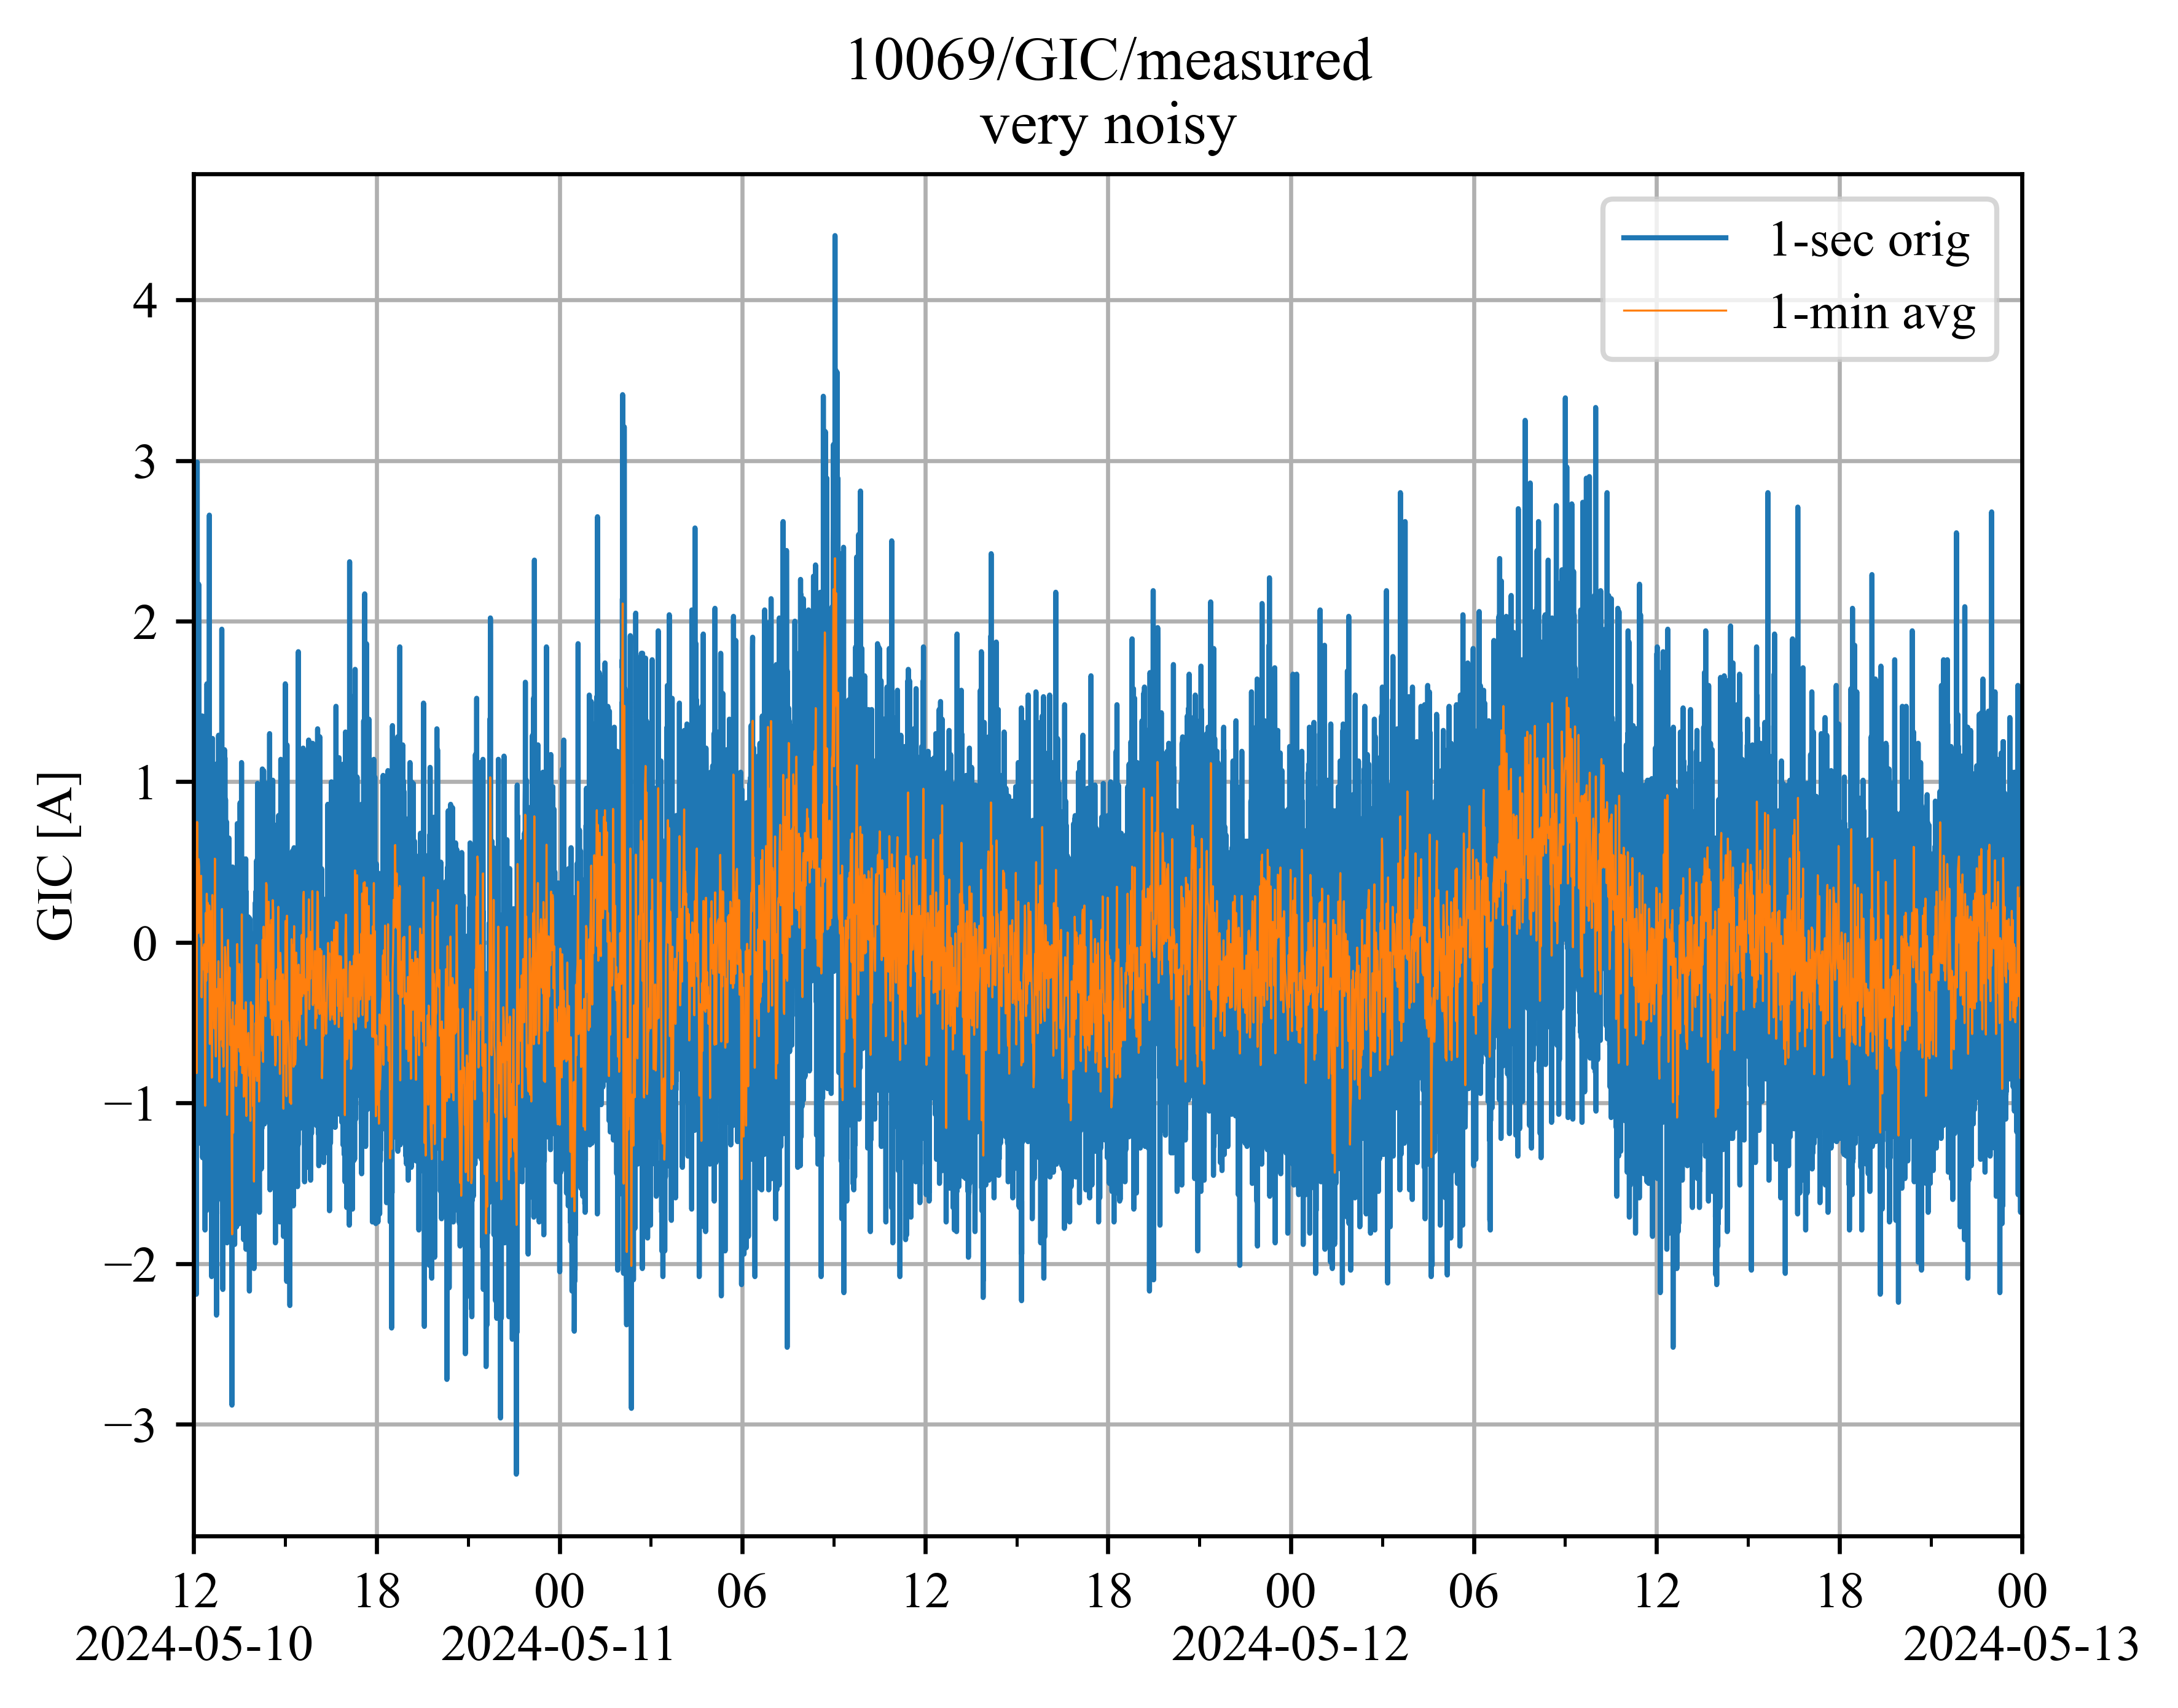 10069/GIC/measured
very noisy
1-sec orig
1-min avg
GIC [A]
4
3
2
1
0
−1
−2
−3
12 18 00 06 12 18 00 06 12 18 00
2024-05-10 2024-05-11 2024-05-12 2024-05-13